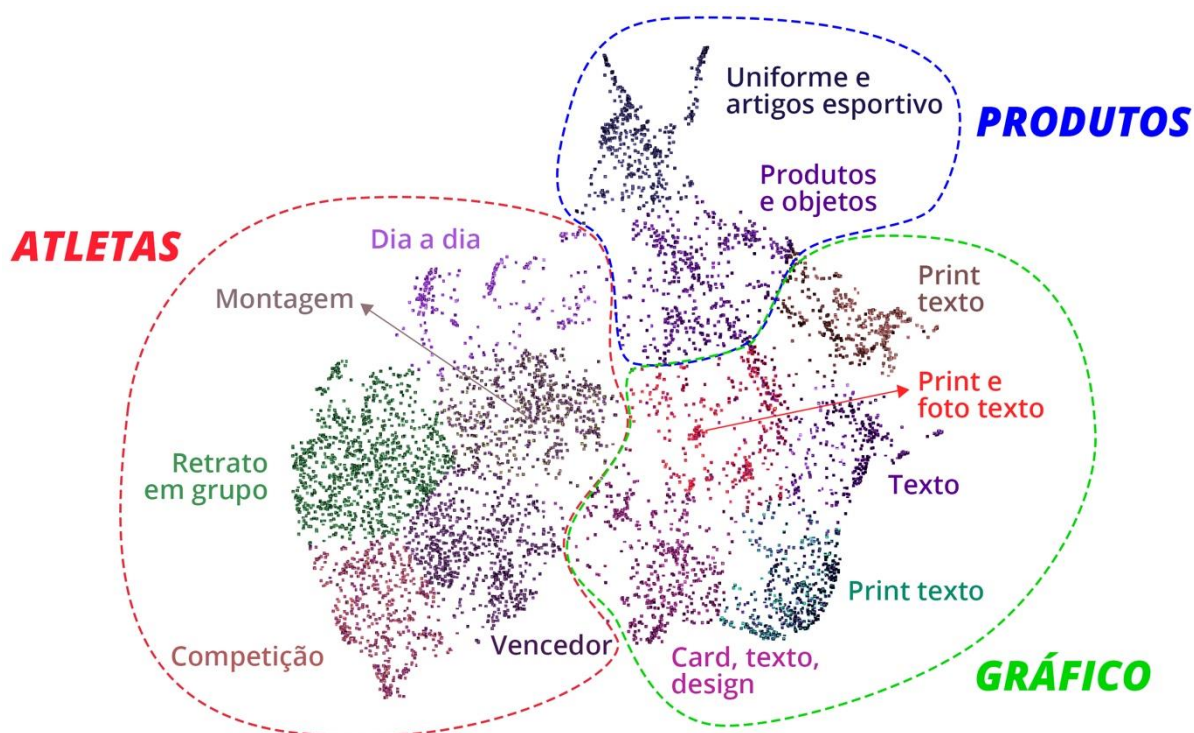 Uniforme e
artigos esportivo
PRODUTOS
Produtos
e objetos
ATLETAS
Dia a dia
Montagem
Print
texto
Print e
foto texto
Retrato
em grupo
Texto
Print texto
Vencedor
Competição
Card, texto,
design
GRÁFICO